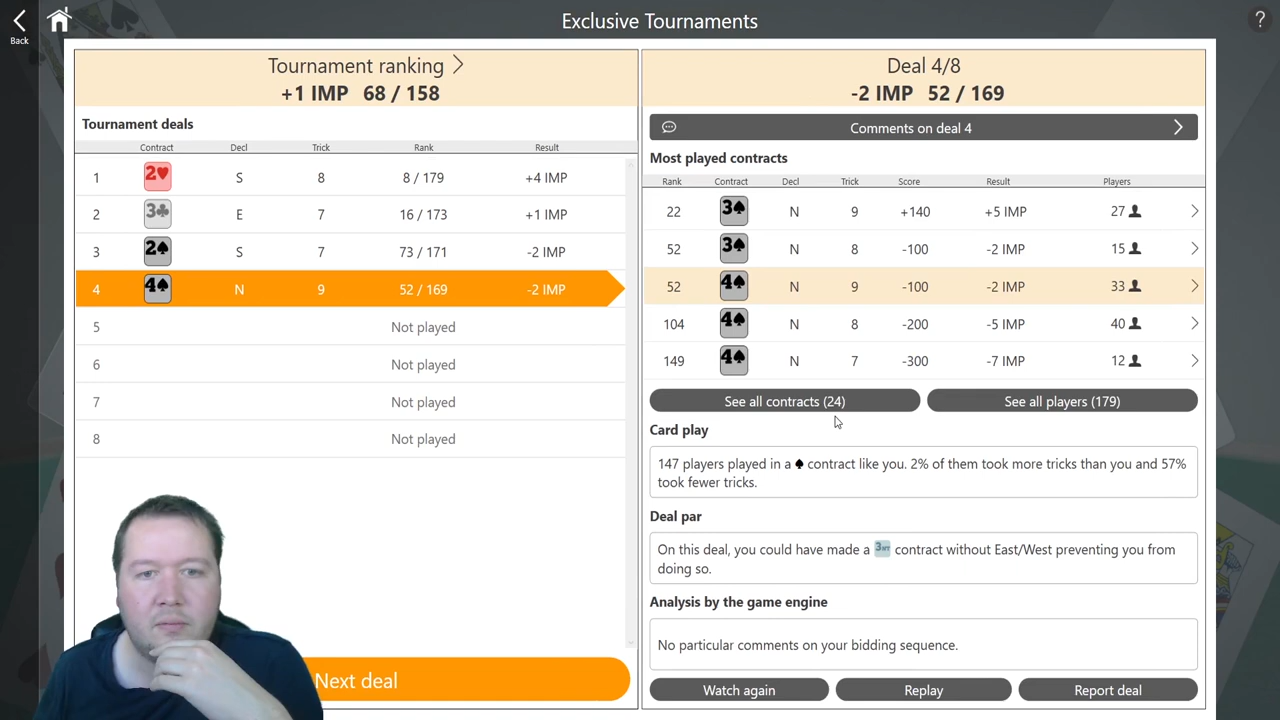 Back
Exclusive Tournaments
?
Tournament ranking
+1 IMP 68 / 158
Tournament deals
Contract Decl Trick Rank Result
1 2♥ S 8 8 / 179 +4 IMP
2 3♣ E 7 16 / 173 +1 IMP
3 2♠ S 7 73 / 171 -2 IMP
4 4♠ N 9 52 / 169 -2 IMP
5 Not played
6 Not played
7 Not played
8 Not played
Next deal
Deal 4/8
-2 IMP 52 / 169
Comments on deal 4
Most played contracts
Rank Contract Decl Trick Score Result Players
22 3♠ N 9 +140 +5 IMP 27
52 3♠ N 8 -100 -2 IMP 15
52 4♠ N 9 -100 -2 IMP 33
104 4♠ N 8 -200 -5 IMP 40
149 4♠ N 7 -300 -7 IMP 12
See all contracts (24) See all players (179)
Card play
147 players played in a ♠ contract like you. 2% of them took more tricks than you and 57%
took fewer tricks.
Deal par
On this deal, you could have made a 3NT contract without East/West preventing you from
doing so.
Analysis by the game engine
No particular comments on your bidding sequence.
Watch again Replay Report deal